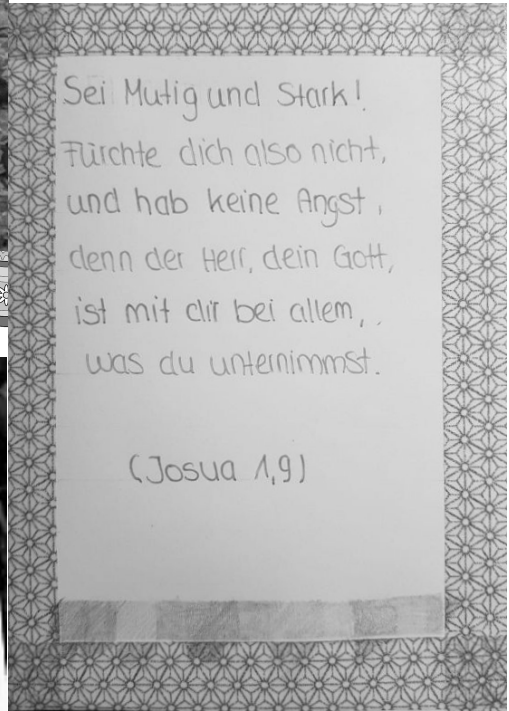 Sei Mutig und Stark!
Fürchte dich also nicht,
und hab keine Angst,
denn der Herr, dein Gott,
ist mit dir bei allem,
was du unternimmst.
(Josua 1,9)